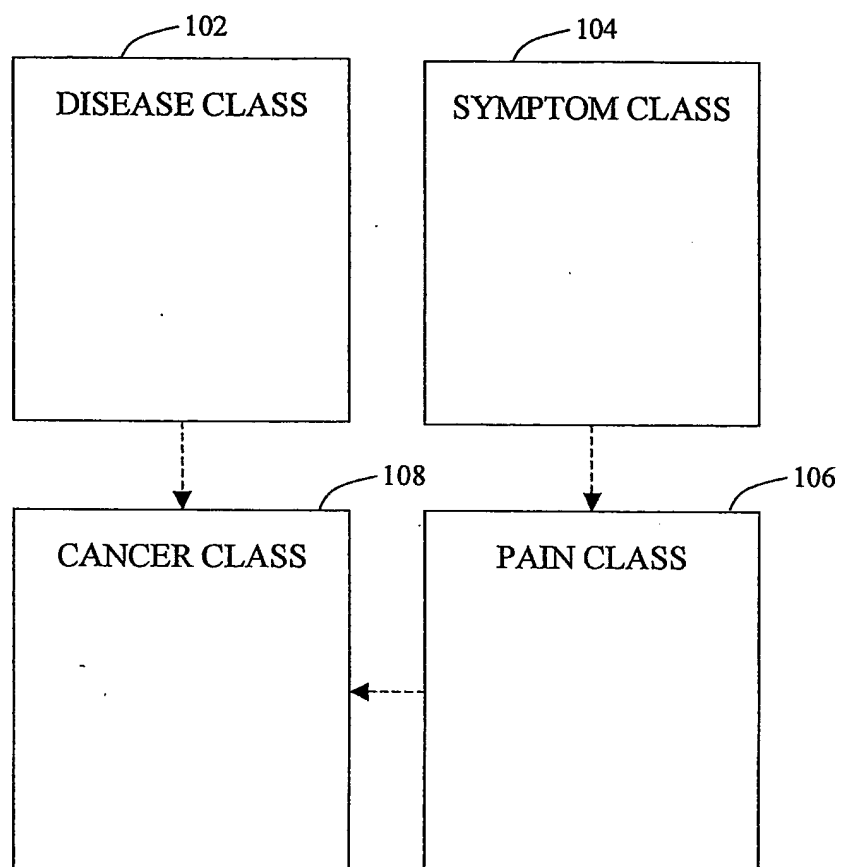 102
104
DISEASE CLASS
SYMPTOM CLASS
108
106
CANCER CLASS
PAIN CLASS